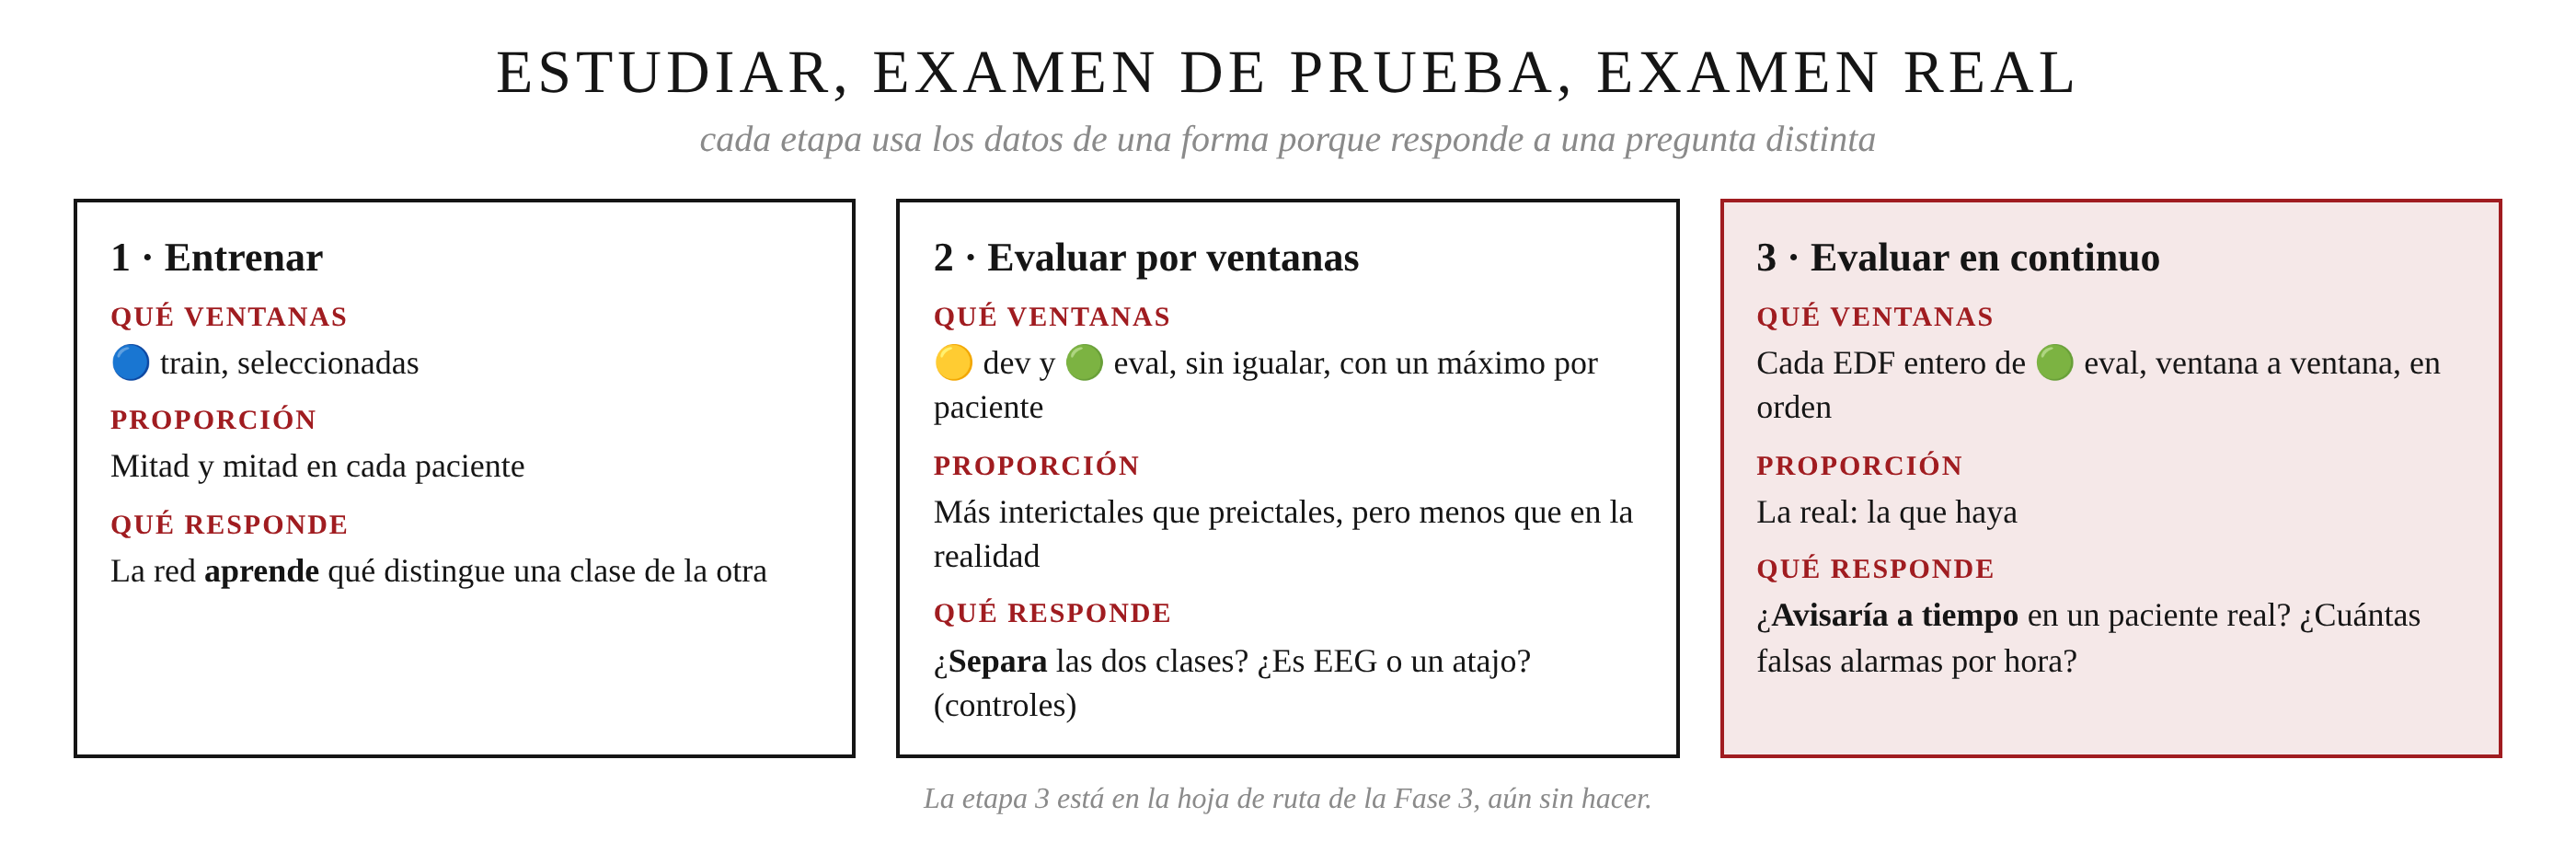 ESTUDIAR, EXAMEN DE PRUEBA, EXAMEN REAL
cada etapa usa los datos de una forma porque responde a una pregunta distinta
1 · Entrenar
QUÉ VENTANAS
🔵 train, seleccionadas
PROPORCIÓN
Mitad y mitad en cada paciente
QUÉ RESPONDE
La red aprende qué distingue una clase de la otra
2 · Evaluar por ventanas
QUÉ VENTANAS
🟡 dev y 🟢 eval, sin igualar, con un máximo por
paciente
PROPORCIÓN
Más interictales que preictales, pero menos que en la
realidad
QUÉ RESPONDE
¿Separa las dos clases? ¿Es EEG o un atajo?
(controles)
3 · Evaluar en continuo
QUÉ VENTANAS
Cada EDF entero de 🟢 eval, ventana a ventana, en
orden
PROPORCIÓN
La real: la que haya
QUÉ RESPONDE
¿Avisaría a tiempo en un paciente real? ¿Cuántas
falsas alarmas por hora?
La etapa 3 está en la hoja de ruta de la Fase 3, aún sin hacer.